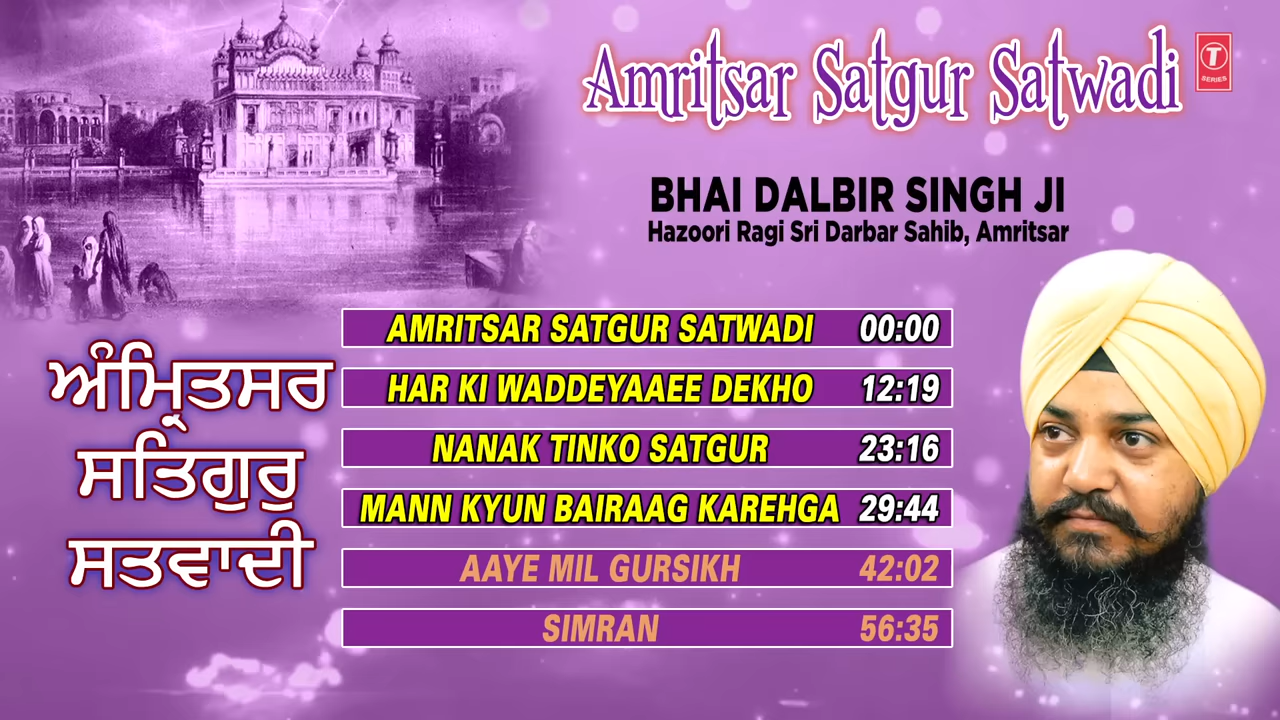 Amritsar Satgur Satwadi
T
SERIES
BHAI DALBIR SINGH JI
Hazoori Ragi Sri Darbar Sahib, Amritsar
ਅੰਮ੍ਰਿਤਸਰ
ਸਤਿਗੁਰੁ
ਸਤਵਾਦੀ
AMRITSAR SATGUR SATWADI 00:00
HAR KI WADDEYAAEE DEKHO 12:19
NANAK TINKO SATGUR 23:16
MANN KYUN BAIRAAG KAREHGA 29:44
AAYE MIL GURSIKH 42:02
SIMRAN 56:35